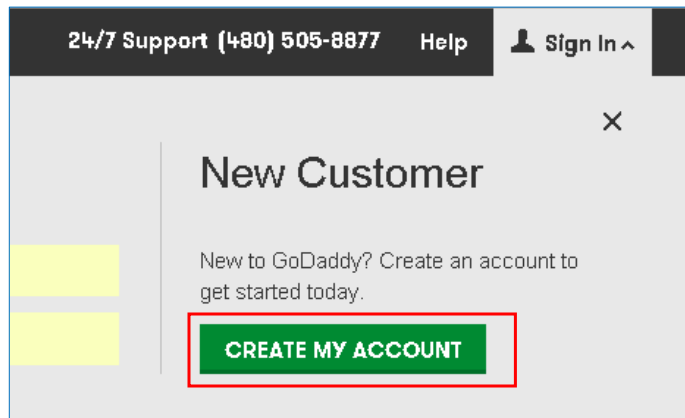 24/7 Support (480) 505-8877 Help Sign In
New Customer
New to GoDaddy? Create an account to
get started today.
CREATE MY ACCOUNT